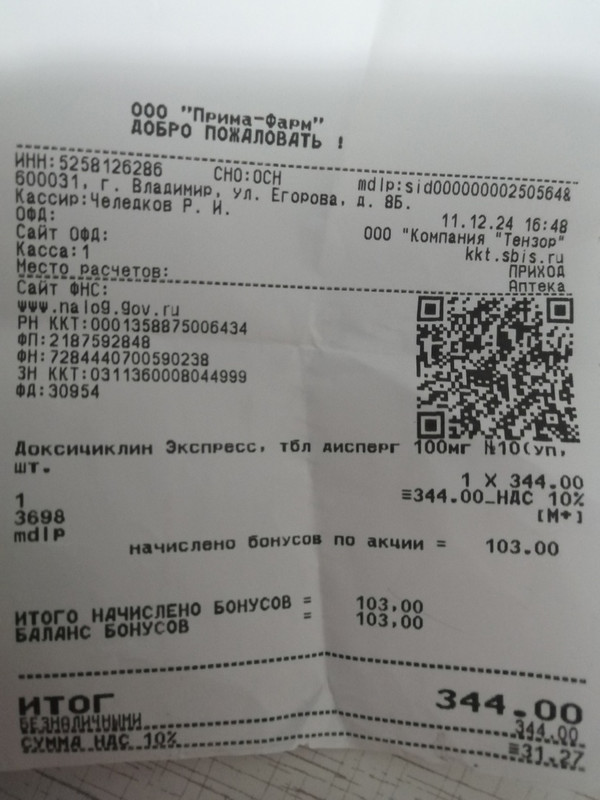 ООО "Прима-Фарм"
ДОБРО ПОЖАЛОВАТЬ !
ИНН:5258126286 СНО:ОСН mdlp:sid00000000250564&
600031, г. Владимир, ул. Егорова, д. 8Б.
Кассир:Челедков Р. И. 11.12.24 16:48
ОФД: ООО "Компания "Тензор"
Сайт ОФД: kkt.sbis.ru
Касса:1 ПРИХОД
Место расчетов: Аптека
Сайт ФНС:
www.nalog.gov.ru
РН ККТ:0001358875006434
ФП:2187592848
ФН:7284440700590238
ЗН ККТ:0311360008044999
ФД:30954
Доксициклин Экспресс, тбл дисперг 100мг №10(уп,
шт.
1 X 344.00
1 ≡344.00_НДС 10%
3698 [М+]
mdlp
начислено бонусов по акции = 103.00
ИТОГО НАЧИСЛЕНО БОНУСОВ = 103,00
БАЛАНС БОНУСОВ = 103,00
ИТОГ 344.00
БЕЗНАЛИЧНЫМИ 344.00
СУММА НДС 10% ≡31.27